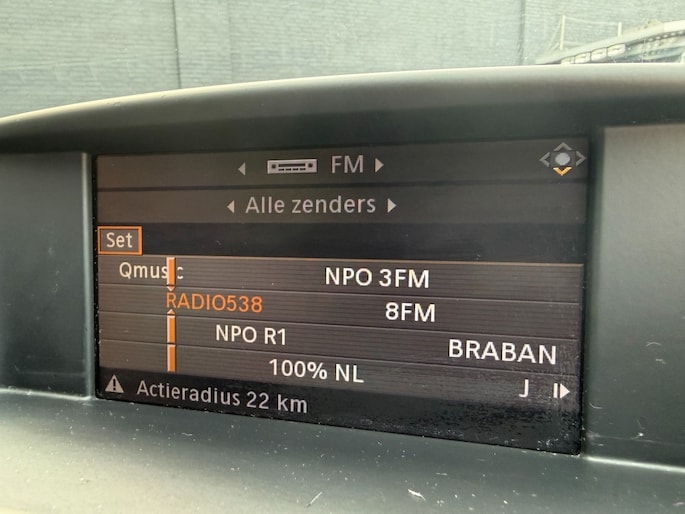 FM
Alle zenders
Set
Qmusic NPO 3FM
RADIO538 8FM
NPO R1 BRABAN
100% NL J
Actieradius 22 km